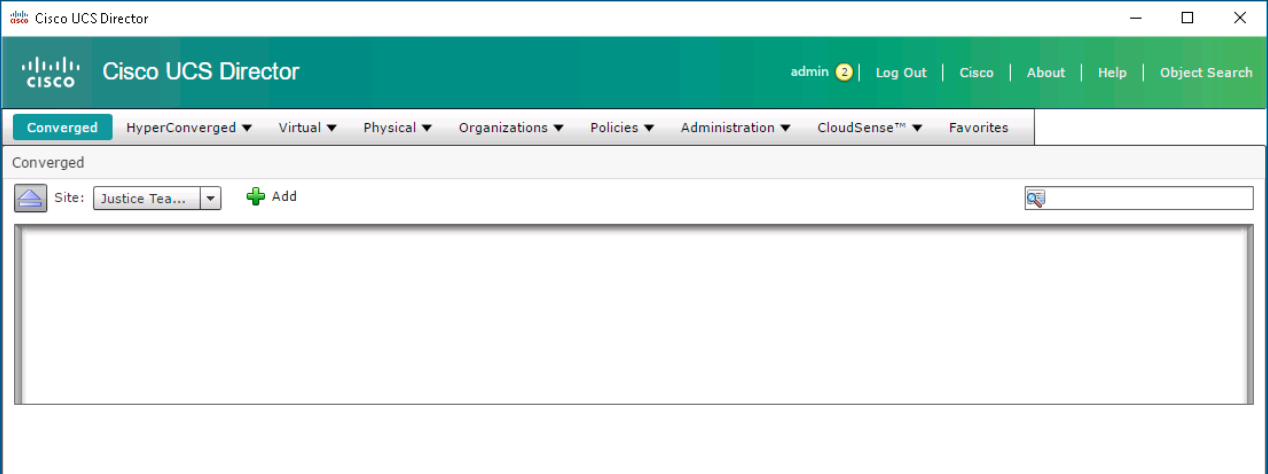 Cisco UCS Director
CISCO Cisco UCS Director admin 2 | Log Out | Cisco | About | Help | Object Search
Converged HyperConverged ▼ Virtual ▼ Physical ▼ Organizations ▼ Policies ▼ Administration ▼ CloudSense™ ▼ Favorites
Converged
Site: Justice Tea... Add